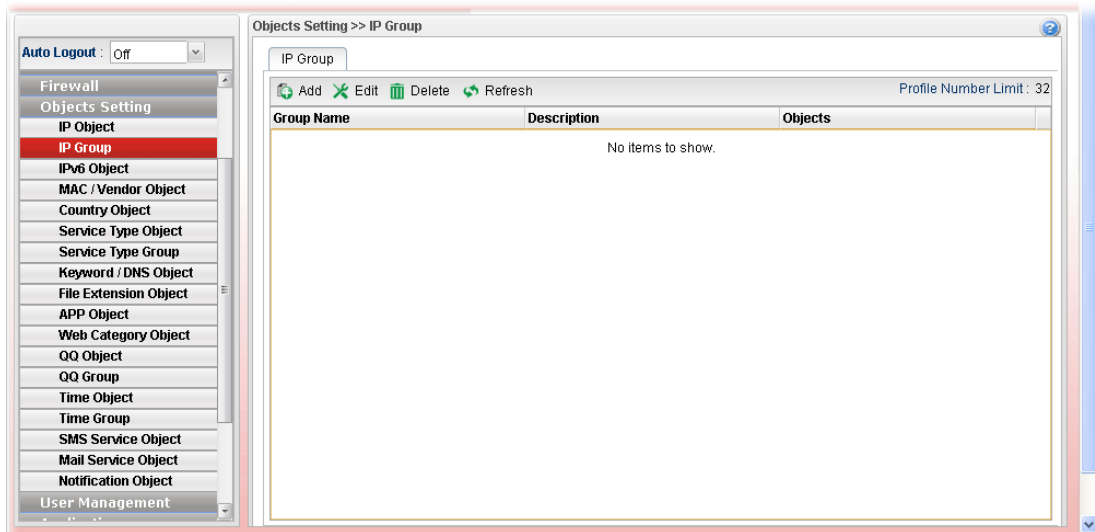 Objects Setting >> IP Group
Auto Logout : Off
IP Group
Add Edit Delete Refresh Profile Number Limit : 32
Group Name Description Objects
No items to show.
Firewall
Objects Setting
IP Object
IP Group
IPv6 Object
MAC / Vendor Object
Country Object
Service Type Object
Service Type Group
Keyword / DNS Object
File Extension Object
APP Object
Web Category Object
QQ Object
QQ Group
Time Object
Time Group
SMS Service Object
Mail Service Object
Notification Object
User Management